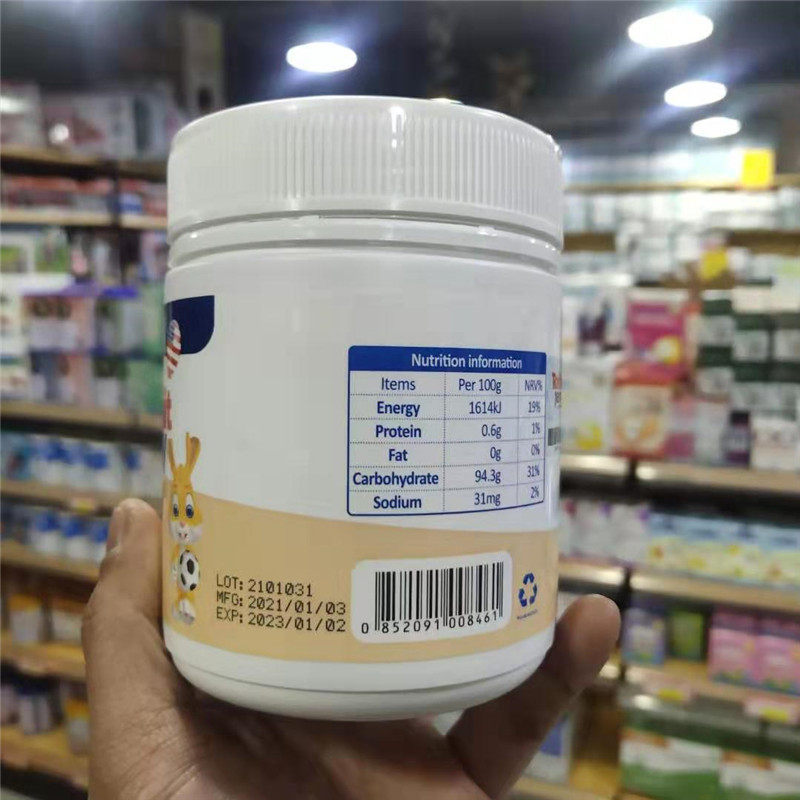 Nutrition information
Items Per 100g NRV%
Energy 1614kJ 19%
Protein 0.6g 1%
Fat 0g 0%
Carbohydrate 94.3g 31%
Sodium 31mg 2%
LOT: 2101031
MFG: 2021/01/03
EXP: 2023/01/02
0 852091 008461